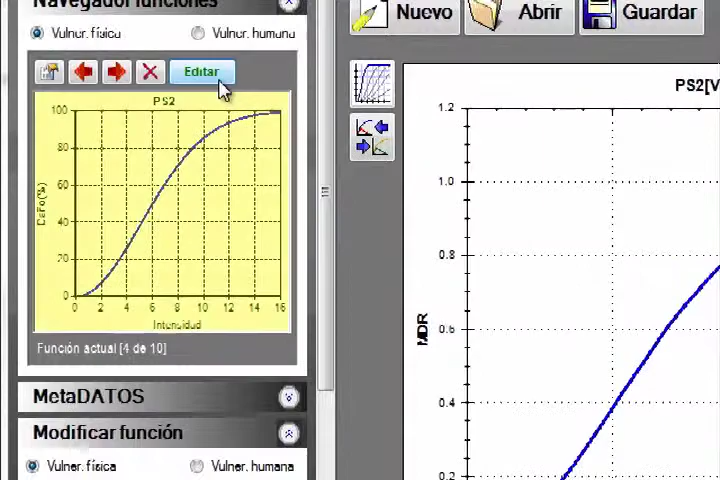 Navegador funciones
Vulner. física
Vulner. humana
Editar
PS2
100
80
60
40
20
0
Daño(%)
0 2 4 6 8 10 12 14 16
Intensidad
Función actual [4 de 10]
MetaDATOS
Modificar función
Vulner. física
Vulner. humana
Nuevo
Abrir
Guardar
PS2[V
1.2
1.0
0.8
0.6
0.4
0.2
MDR